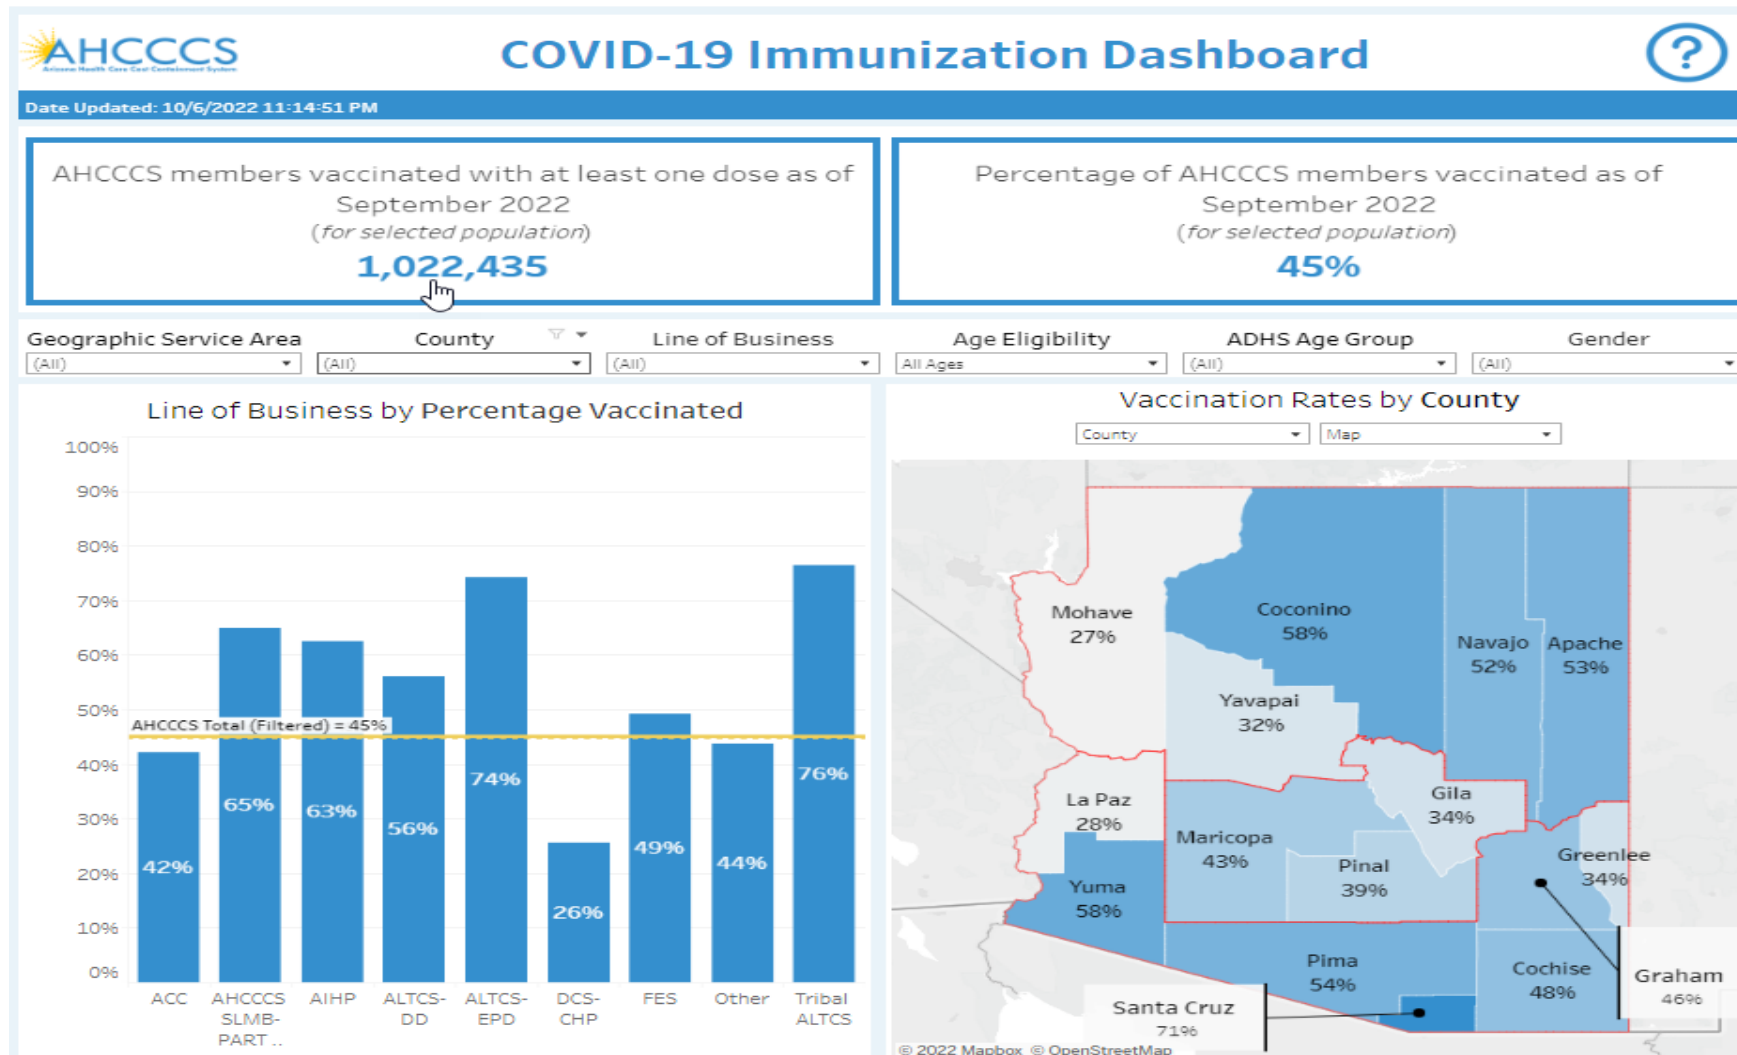 AHCCCS
Arizona Health Care Cost Containment System
COVID-19 Immunization Dashboard
?
Date Updated: 10/6/2022 11:14:51 PM
AHCCCS members vaccinated with at least one dose as of
September 2022
(for selected population)
1,022,435
Percentage of AHCCCS members vaccinated as of
September 2022
(for selected population)
45%
Geographic Service Area
County
Line of Business
Age Eligibility
ADHS Age Group
Gender
(All)
(All)
(All)
All Ages
(All)
(All)
Line of Business by Percentage Vaccinated
100%
90%
80%
70%
60%
50%
40%
30%
20%
10%
0%
AHCCCS Total (Filtered) = 45%
42%
65%
63%
56%
74%
26%
49%
44%
76%
ACC
AHCCCS
SLMB-
PART ..
AIHP
ALTCS-
DD
ALTCS-
EPD
DCS-
CHP
FES
Other
Tribal
ALTCS
Vaccination Rates by County
County
Map
Mohave
27%
Coconino
58%
Navajo
52%
Apache
53%
Yavapai
32%
La Paz
28%
Gila
34%
Maricopa
43%
Pinal
39%
Greenlee
34%
Yuma
58%
Pima
54%
Cochise
48%
Graham
46%
Santa Cruz
71%
© 2022 Mapbox © OpenStreetMap